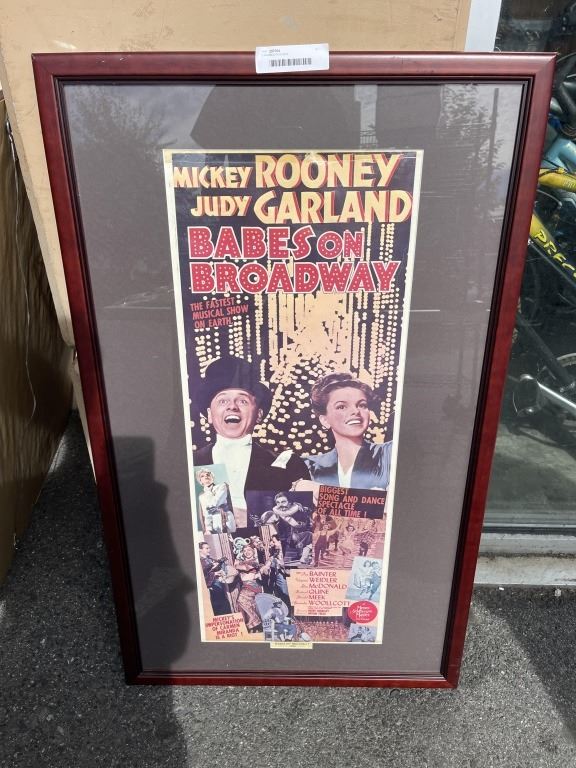 MICKEY ROONEY
JUDY GARLAND
BABES ON
BROADWAY
THE FASTEST
MUSICAL SHOW
ON EARTH
BIGGEST
SONG AND DANCE
SPECTACLE
OF ALL TIME!
BAINTER
WEIDLER
McDONALD
QUINE
MEEK
WOOLLCOTT
MICKEY'S
IMPERSONATION
OF CARMEN
MIRANDA
IS A RIOT!